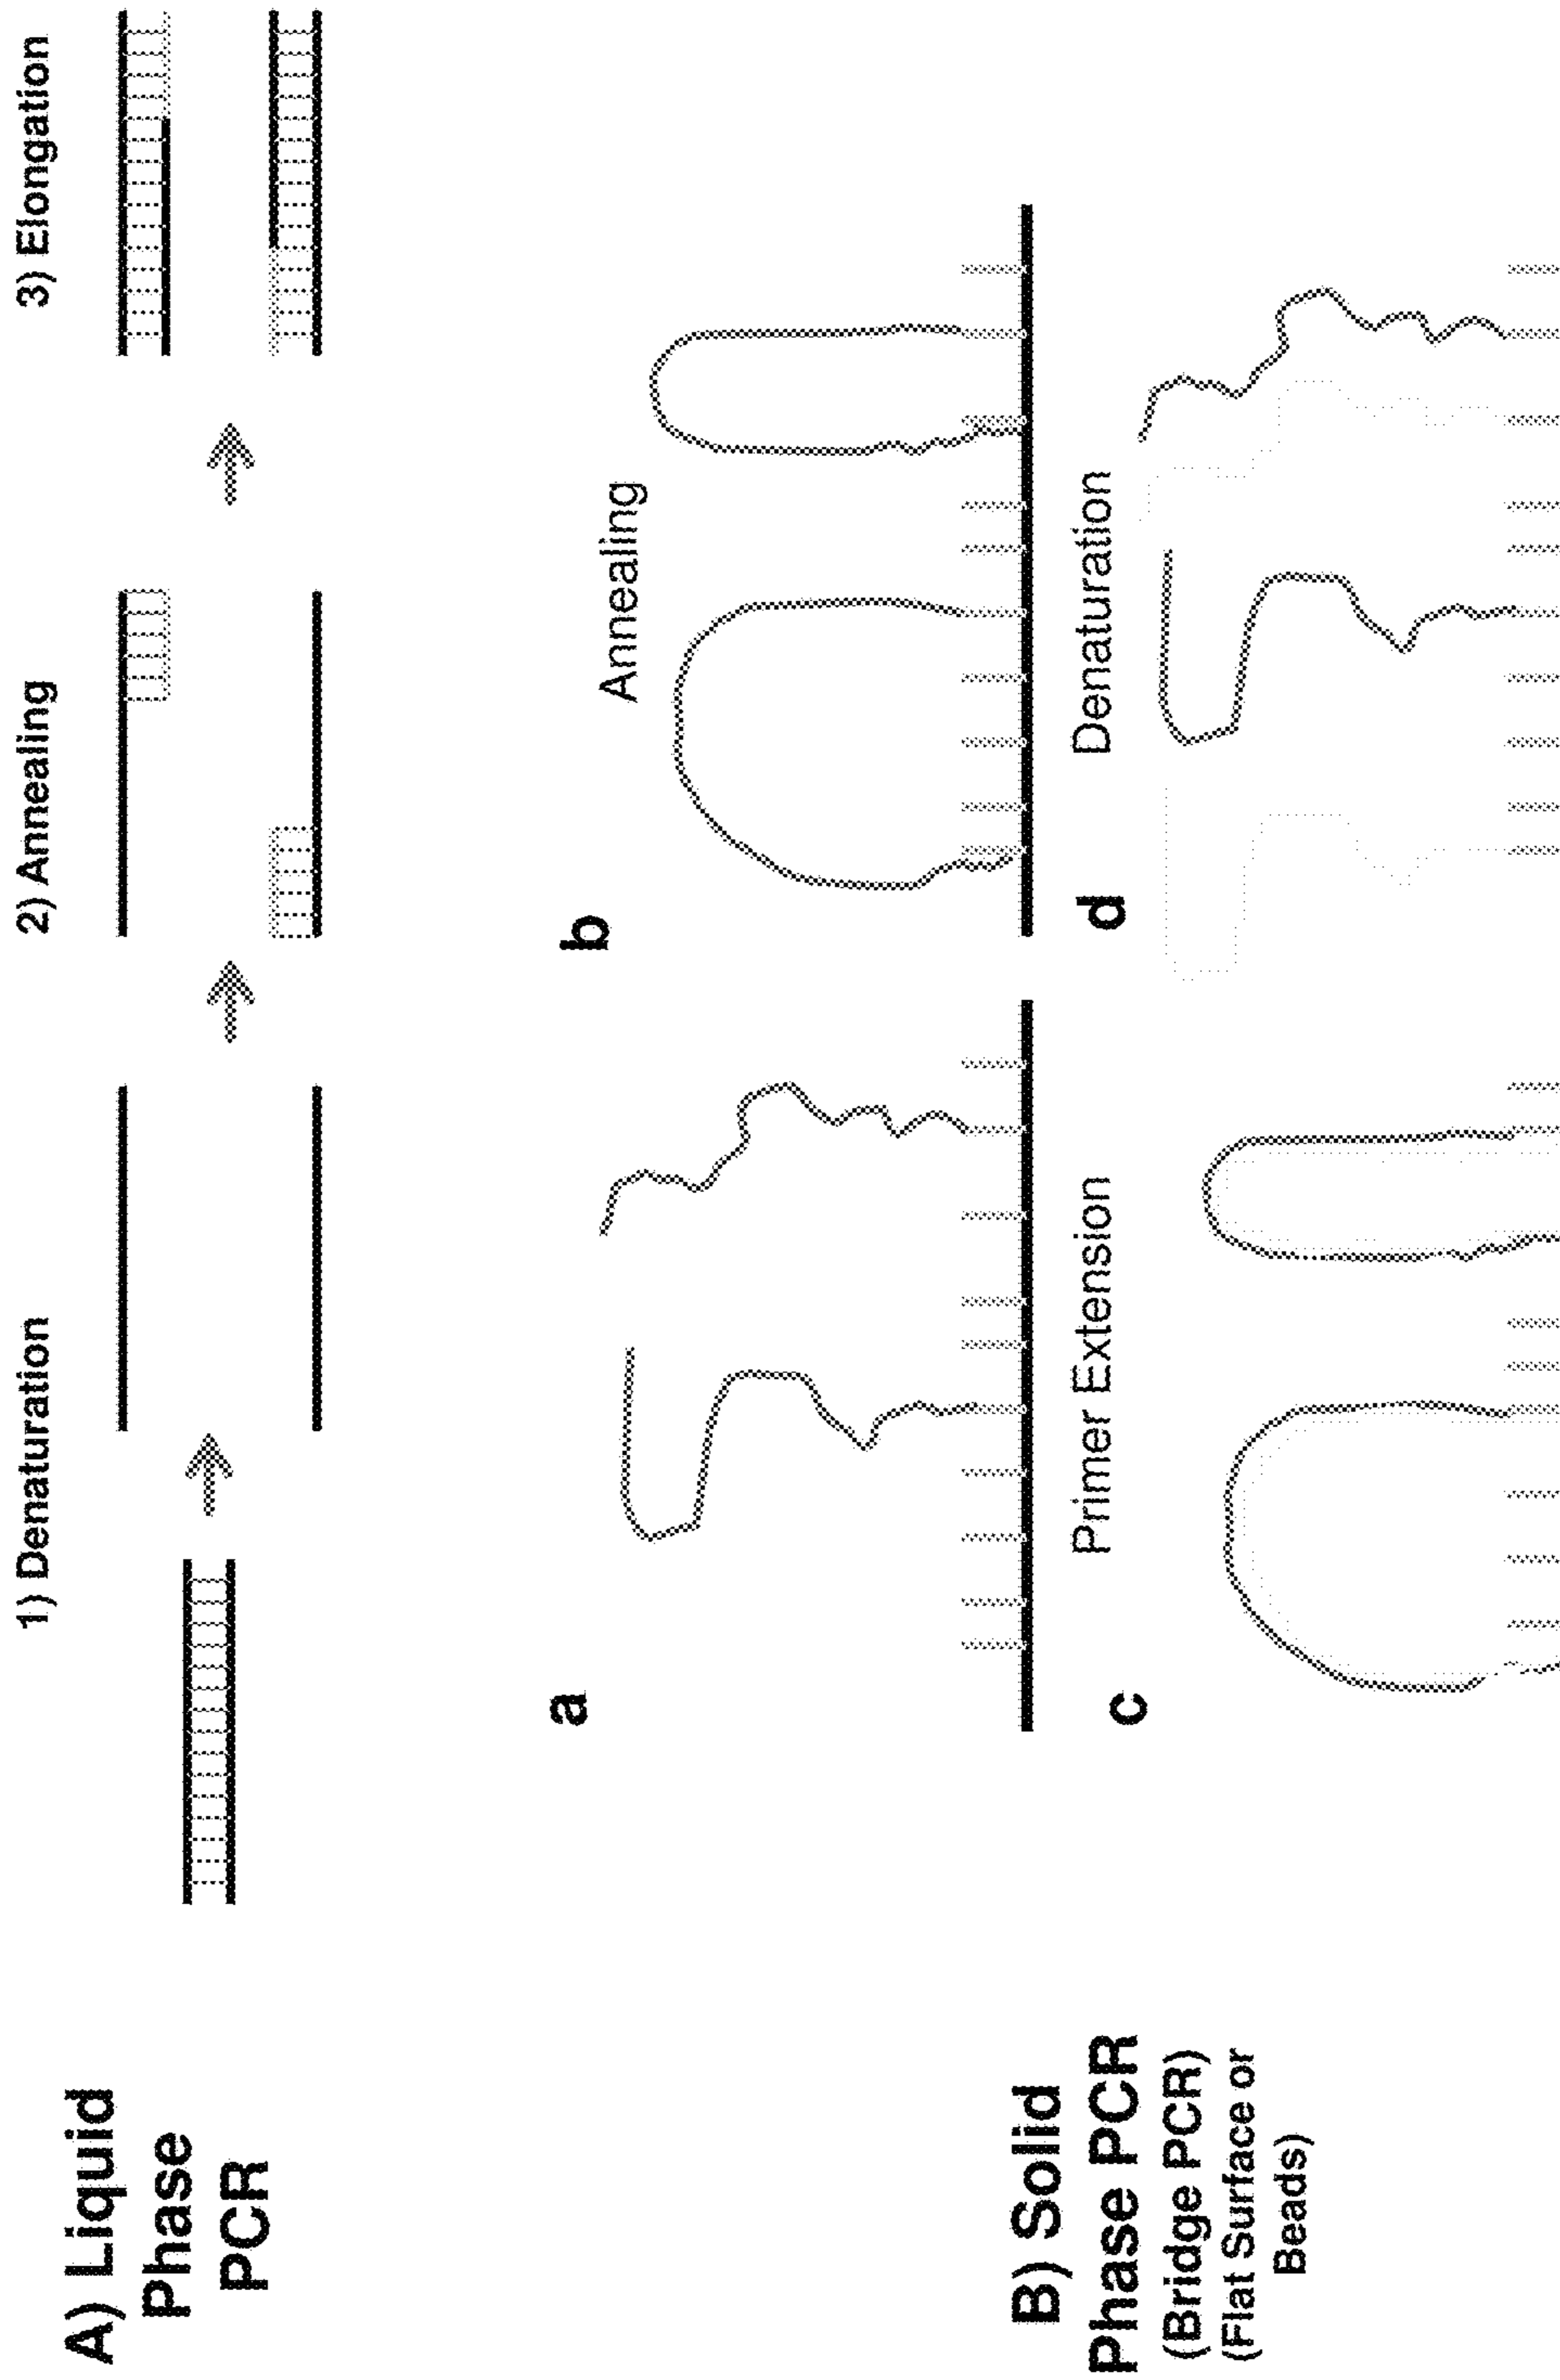 A) Liquid
Phase
PCR
1) Denaturation
2) Annealing
3) Elongation
B) Solid
Phase PCR
(Bridge PCR)
(Flat Surface or
Beads)
a
b
Annealing
c
Primer Extension
d
Denaturation